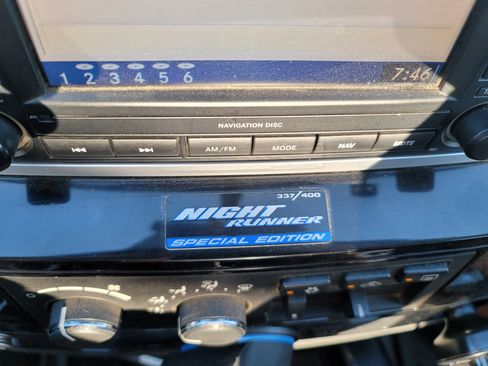 1 2 3 4 5 6 7:46
NAVIGATION DISC
AM/FM MODE NAV MUTE
337/400
NIGHT
RUNNER
SPECIAL EDITION